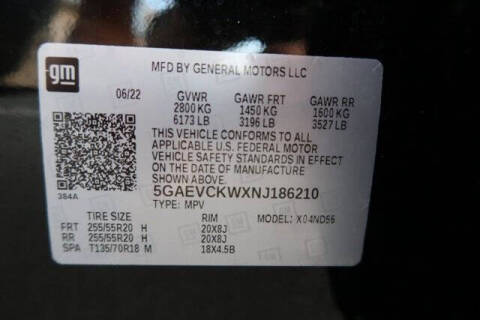 gm
MFD BY GENERAL MOTORS LLC
06/22 GVWR GAWR FRT GAWR RR
2800 KG 1450 KG 1600 KG
6173 LB 3196 LB 3527 LB
THIS VEHICLE CONFORMS TO ALL
APPLICABLE U.S. FEDERAL MOTOR
VEHICLE SAFETY STANDARDS IN EFFECT
ON THE DATE OF MANUFACTURE
SHOWN ABOVE.
5GAEVCKWXNJ186210
384A TYPE: MPV
TIRE SIZE RIM MODEL: X04ND56
FRT 255/55R20 H 20X8J
RR 255/55R20 H 20X8J
SPA T135/70R18 M 18X4.5B